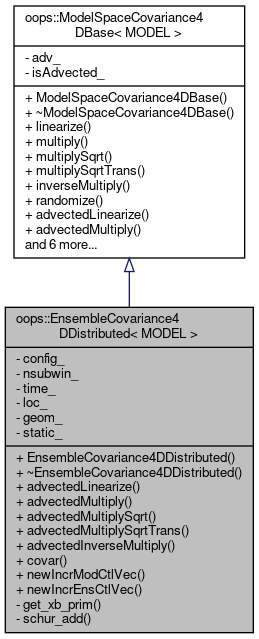 oops::ModelSpaceCovariance4
DBase< MODEL >
- adv_
- isAdvected_
+ ModelSpaceCovariance4DBase()
+ ~ModelSpaceCovariance4DBase()
+ linearize()
+ multiply()
+ multiplySqrt()
+ multiplySqrtTrans()
+ inverseMultiply()
+ randomize()
+ advectedLinearize()
+ advectedMultiply()
and 6 more...
oops::EnsembleCovariance4
DDistributed< MODEL >
- config_
- nsubwin_
- time_
- loc_
- geom_
- static_
+ EnsembleCovariance4DDistributed()
+ ~EnsembleCovariance4DDistributed()
+ advectedLinearize()
+ advectedMultiply()
+ advectedMultiplySqrt()
+ advectedMultiplySqrtTrans()
+ advectedInverseMultiply()
+ covar()
+ newIncrModCtlVec()
+ newIncrEnsCtlVec()
- get_xb_prim()
- schur_add()